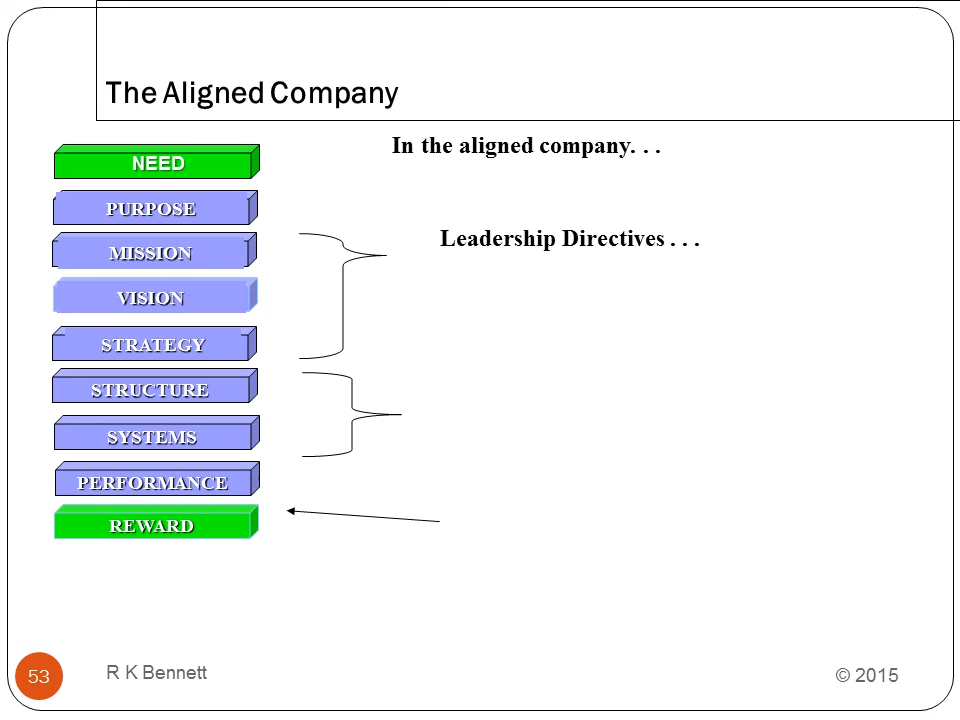 The Aligned Company
In the aligned company. . .
NEED
PURPOSE
Leadership Directives . . .
MISSION
VISION
STRATEGY
STRUCTURE
SYSTEMS
PERFORMANCE
REWARD
53
R K Bennett
© 2015